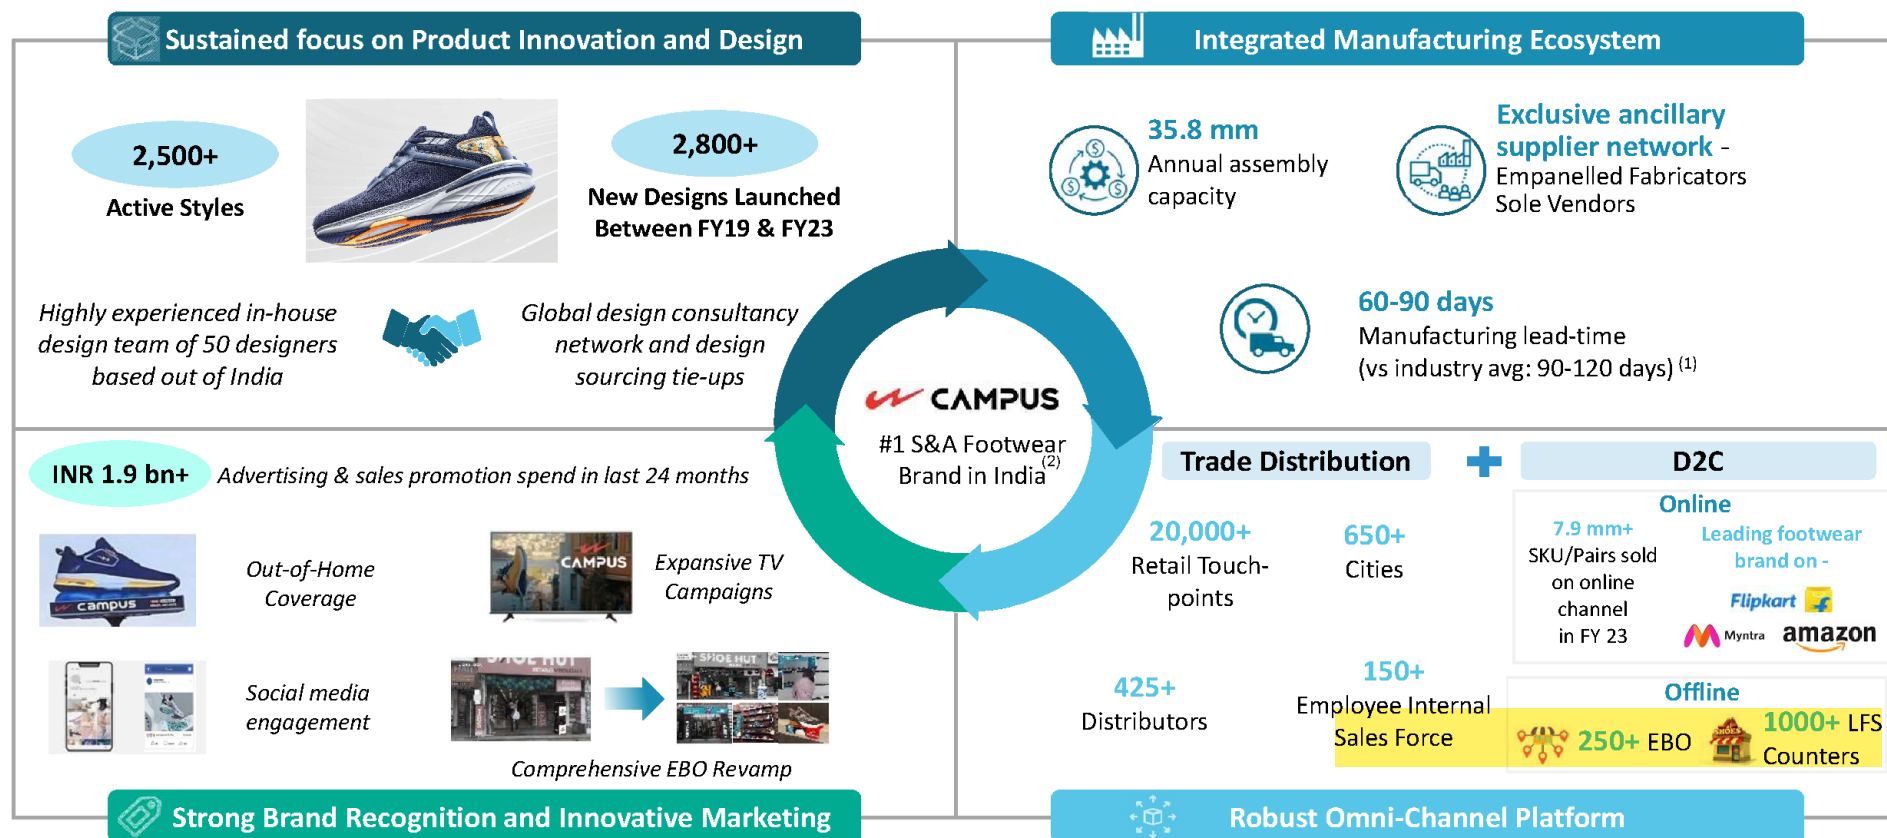 Sustained focus on Product Innovation and Design
2,500+
Active Styles
2,800+
New Designs Launched
Between FY19 & FY23
Highly experienced in-house
design team of 50 designers
based out of India
Global design consultancy
network and design
sourcing tie-ups
Integrated Manufacturing Ecosystem
35.8 mm
Annual assembly
capacity
Exclusive ancillary
supplier network -
Empanelled Fabricators
Sole Vendors
60-90 days
Manufacturing lead-time
(vs industry avg: 90-120 days) (1)
CAMPUS
#1 S&A Footwear
Brand in India(2)
INR 1.9 bn+
Advertising & sales promotion spend in last 24 months
campus
Out-of-Home
Coverage
CAMPUS
Expansive TV
Campaigns
Social media
engagement
SHOE HUT
SHOE HUT
Comprehensive EBO Revamp
Strong Brand Recognition and Innovative Marketing
Trade Distribution
D2C
20,000+
Retail Touch-
points
650+
Cities
425+
Distributors
150+
Employee Internal
Sales Force
Online
7.9 mm+
SKU/Pairs sold
on online
channel
in FY 23
Leading footwear
brand on -
Flipkart
Myntra
amazon
Offline
250+ EBO
SHOES
1000+ LFS
Counters
Robust Omni-Channel Platform